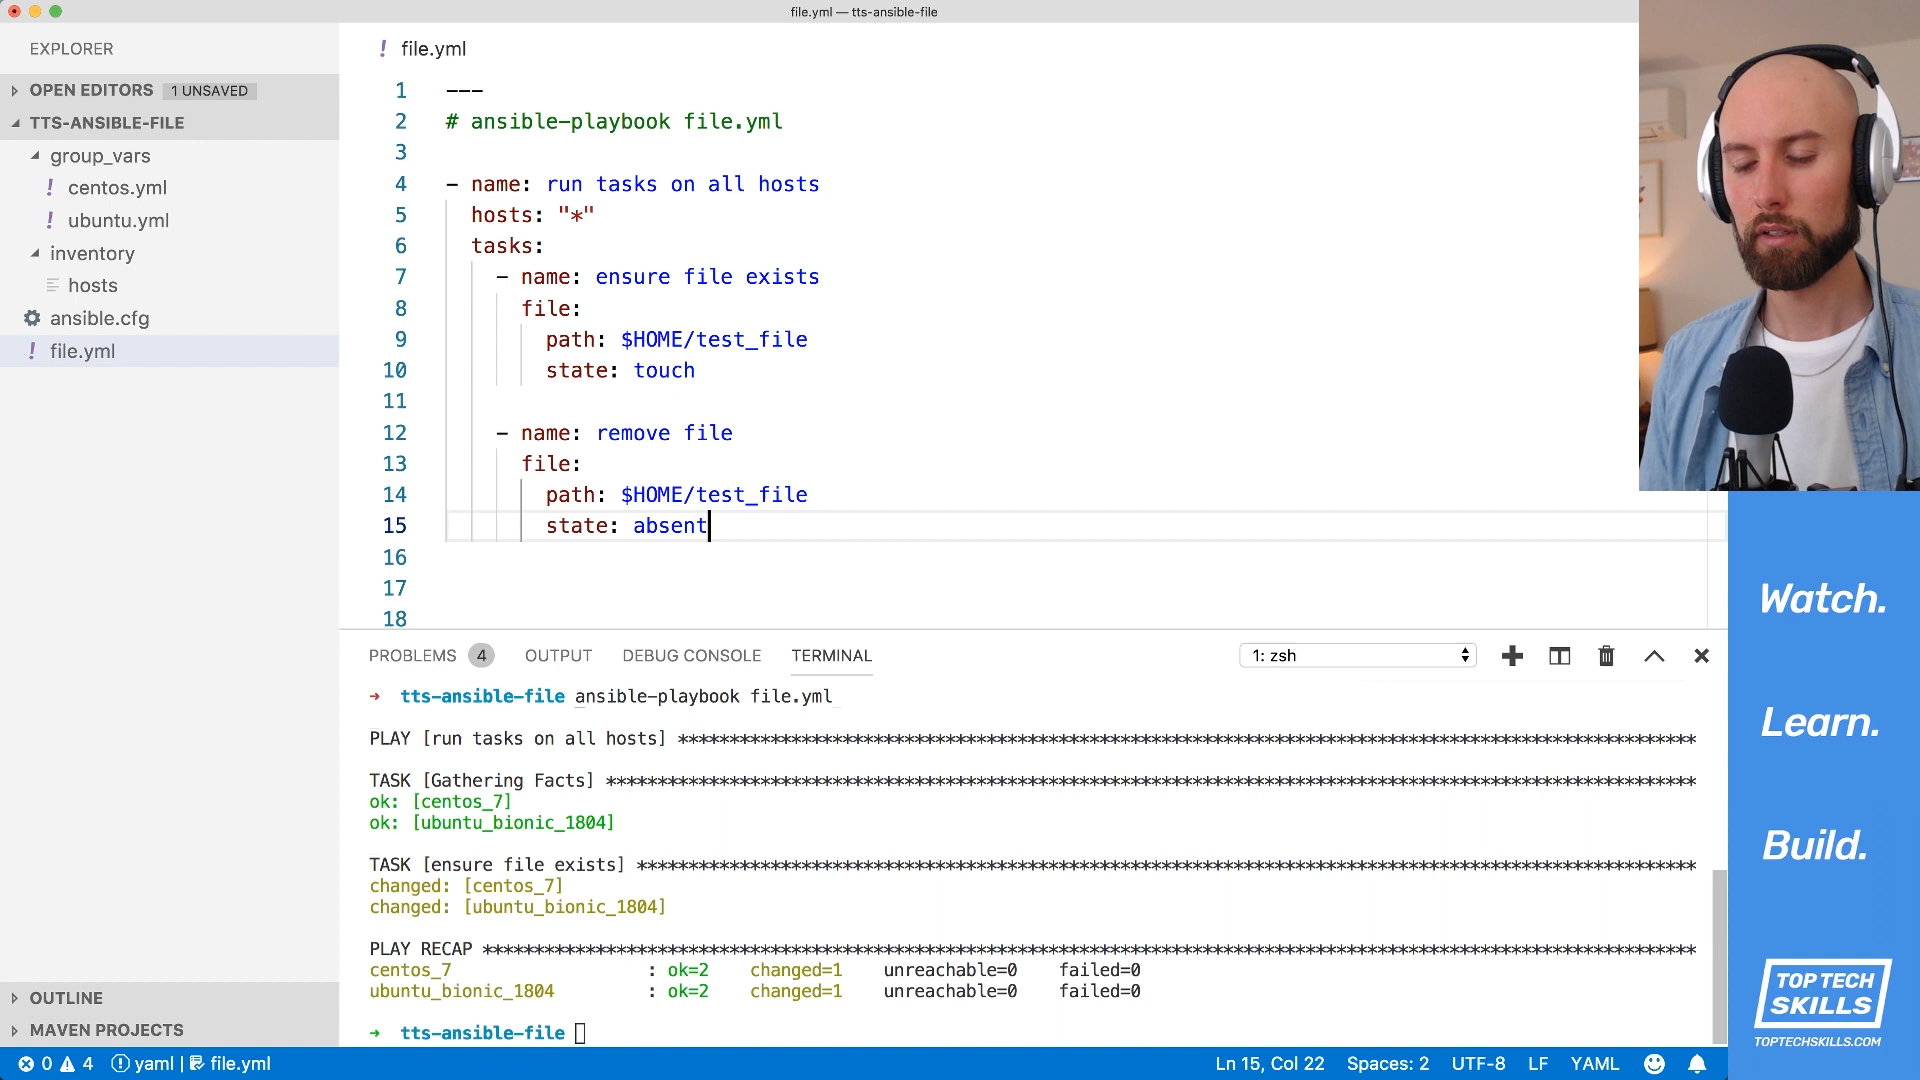 file.yml — tts-ansible-file
EXPLORER
OPEN EDITORS 1 UNSAVED
TTS-ANSIBLE-FILE
group_vars
centos.yml
ubuntu.yml
inventory
hosts
ansible.cfg
file.yml
OUTLINE
MAVEN PROJECTS
! file.yml
1 ---
2 # ansible-playbook file.yml
3
4 - name: run tasks on all hosts
5 hosts: "*"
6 tasks:
7 - name: ensure file exists
8 file:
9 path: $HOME/test_file
10 state: touch
11
12 - name: remove file
13 file:
14 path: $HOME/test_file
15 state: absent
16
17
18
PROBLEMS 4 OUTPUT DEBUG CONSOLE TERMINAL 1: zsh
→ tts-ansible-file ansible-playbook file.yml
PLAY [run tasks on all hosts] ***************************************************************************************************
TASK [Gathering Facts] **********************************************************************************************************
ok: [centos_7]
ok: [ubuntu_bionic_1804]
TASK [ensure file exists] *******************************************************************************************************
changed: [centos_7]
changed: [ubuntu_bionic_1804]
PLAY RECAP **********************************************************************************************************************
centos_7 : ok=2 changed=1 unreachable=0 failed=0
ubuntu_bionic_1804 : ok=2 changed=1 unreachable=0 failed=0
→ tts-ansible-file
0 4 yaml | file.yml Ln 15, Col 22 Spaces: 2 UTF-8 LF YAML
Watch.
Learn.
Build.
TOP TECH
SKILLS
TOPTECHSKILLS.COM